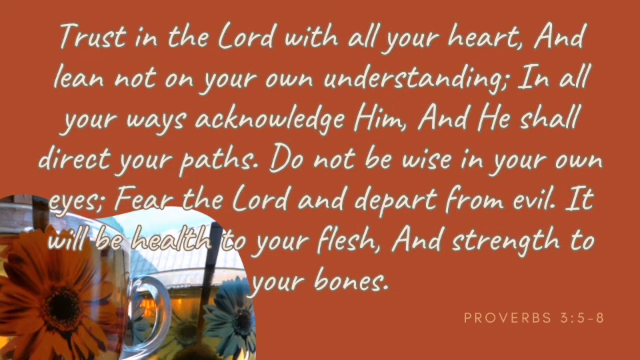 Trust in the Lord with all your heart, And
lean not on your own understanding; In all
your ways acknowledge Him, And He shall
direct your paths. Do not be wise in your own
eyes; Fear the Lord and depart from evil. It
will be health to your flesh, And strength to
your bones.
PROVERBS 3:5-8